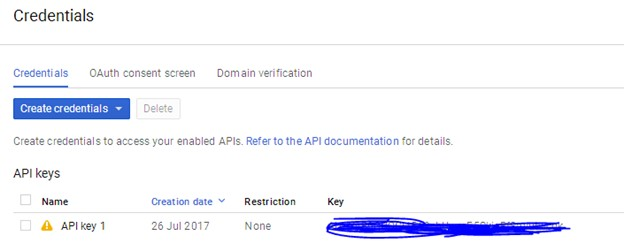 Credentials
Credentials OAuth consent screen Domain verification
Create credentials Delete
Create credentials to access your enabled APIs. Refer to the API documentation for details.
API keys
Name Creation date Restriction Key
API key 1 26 Jul 2017 None